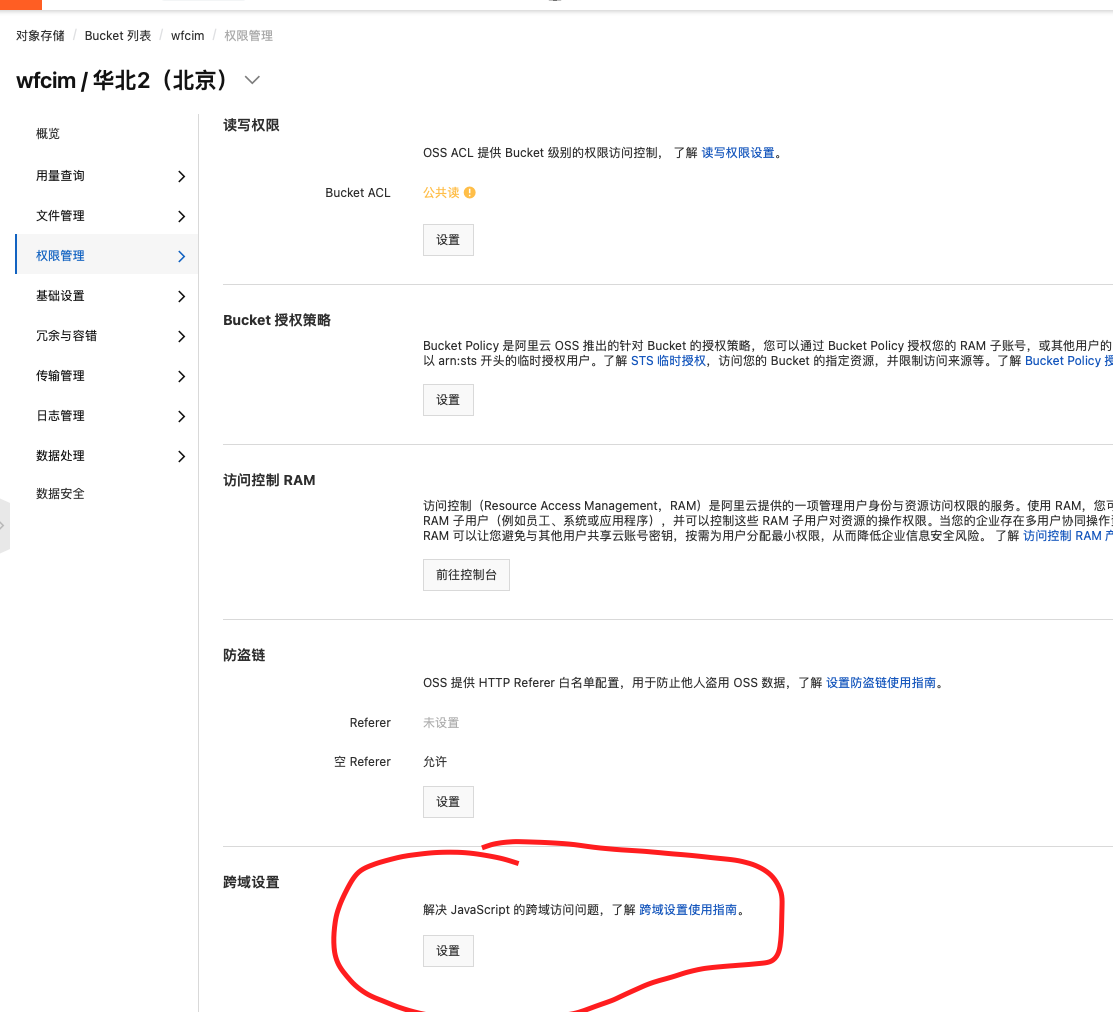 对象存储 / Bucket 列表 / wfcim / 权限管理
wfcim / 华北2（北京）
概览
用量查询
文件管理
权限管理
基础设置
冗余与容错
传输管理
日志管理
数据处理
数据安全
读写权限
OSS ACL 提供 Bucket 级别的权限访问控制， 了解 读写权限设置。
Bucket ACL 公共读
设置
Bucket 授权策略
Bucket Policy 是阿里云 OSS 推出的针对 Bucket 的授权策略，您可以通过 Bucket Policy 授权您的 RAM 子账号，或其他用户的
以 arn:sts 开头的临时授权用户。了解 STS 临时授权，访问您的 Bucket 的指定资源，并限制访问来源等。了解 Bucket Policy 授
设置
访问控制 RAM
访问控制（Resource Access Management，RAM）是阿里云提供的一项管理用户身份与资源访问权限的服务。使用 RAM，您可
RAM 子用户（例如员工、系统或应用程序），并可以控制这些 RAM 子用户对资源的操作权限。当您的企业存在多用户协同操作资
RAM 可以让您避免与其他用户共享云账号密钥，按需为用户分配最小权限，从而降低企业信息安全风险。 了解 访问控制 RAM 产
前往控制台
防盗链
OSS 提供 HTTP Referer 白名单配置，用于防止他人盗用 OSS 数据，了解 设置防盗链使用指南。
Referer 未设置
空 Referer 允许
设置
跨域设置
解决 JavaScript 的跨域访问问题，了解 跨域设置使用指南。
设置